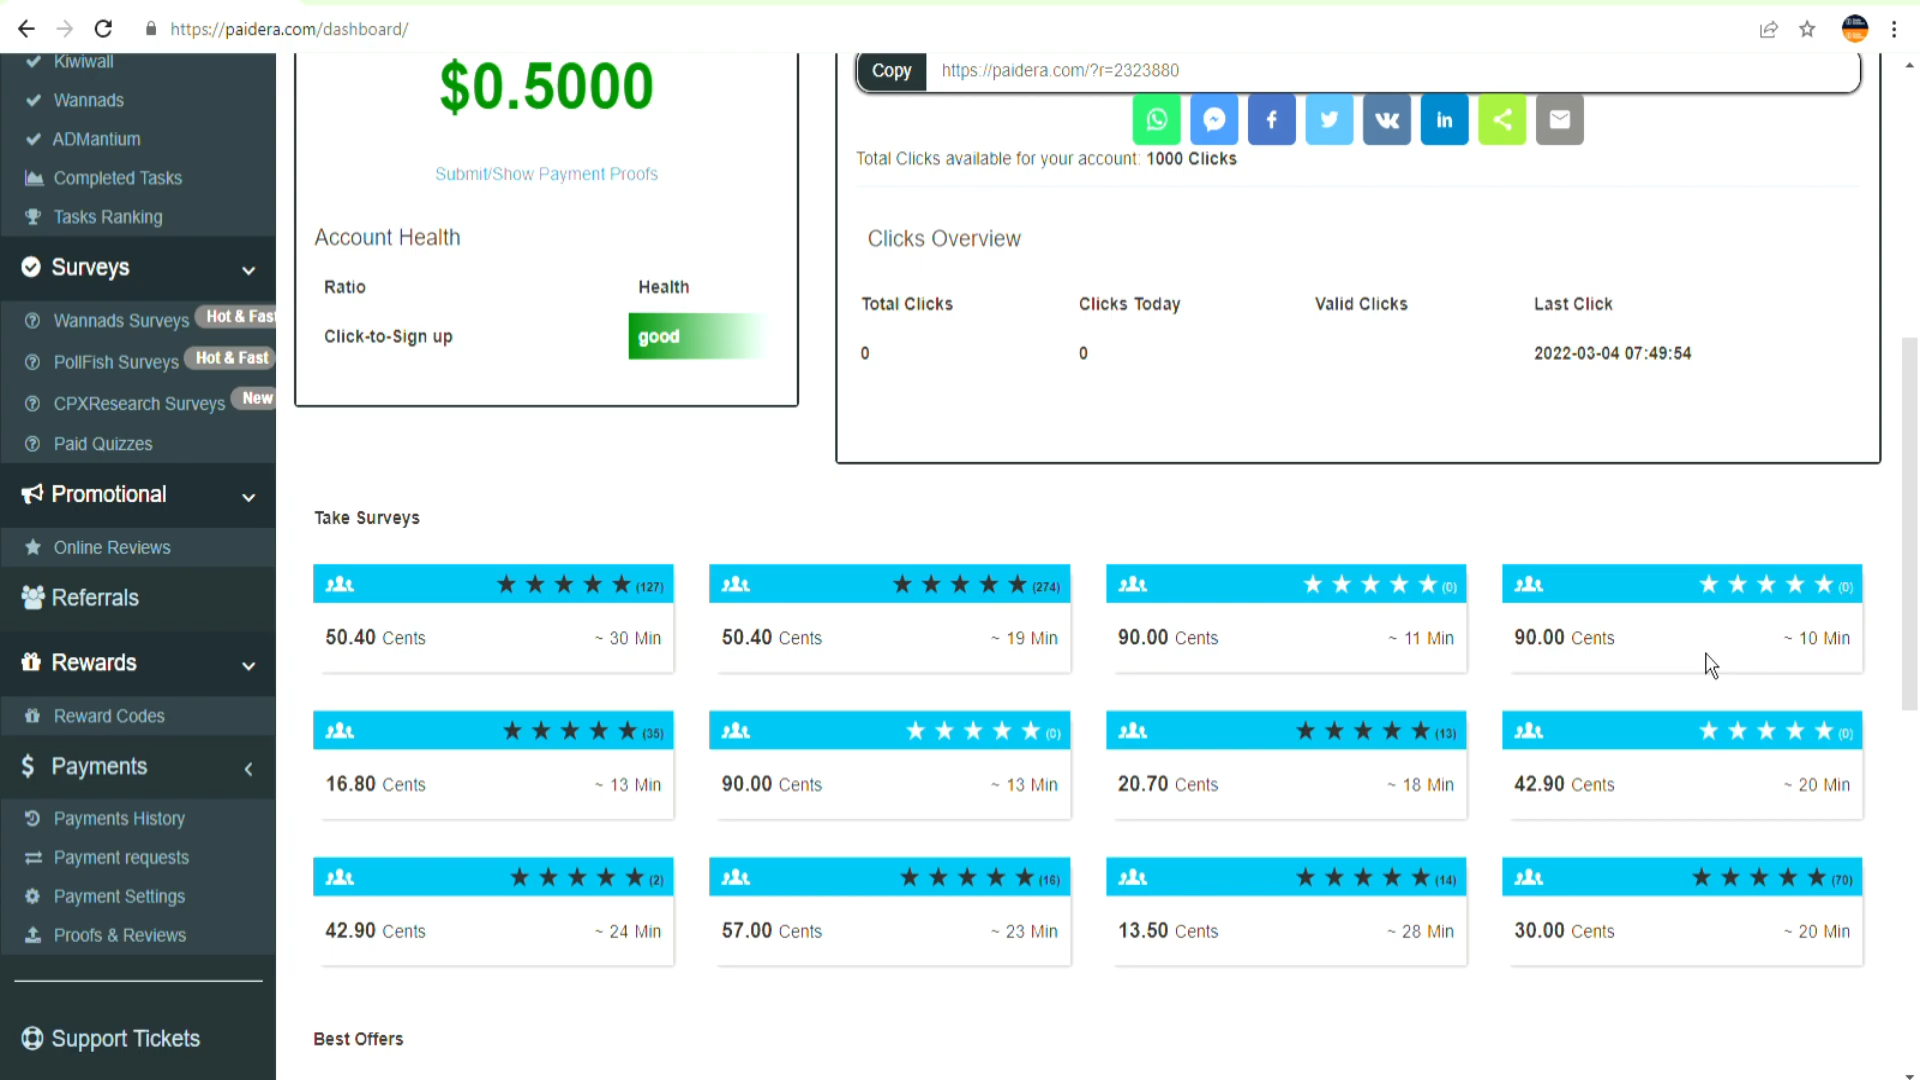 https://paidera.com/dashboard/
Kiwiwall
Wannads
ADMantium
Completed Tasks
Tasks Ranking
Surveys
Wannads Surveys Hot & Fast
PollFish Surveys Hot & Fast
CPXResearch Surveys New
Paid Quizzes
Promotional
Online Reviews
Referrals
Rewards
Reward Codes
$ Payments
Payments History
Payment requests
Payment Settings
Proofs & Reviews
Support Tickets
$0.5000
Submit/Show Payment Proofs
Account Health
Ratio Health
Click-to-Sign up good
Copy https://paidera.com/?r=2323880
Total Clicks available for your account: 1000 Clicks
Clicks Overview
Total Clicks Clicks Today Valid Clicks Last Click
0 0 2022-03-04 07:49:54
Take Surveys
(127) (274) (0) (0)
50.40 Cents ~ 30 Min 50.40 Cents ~ 19 Min 90.00 Cents ~ 11 Min 90.00 Cents ~ 10 Min
(35) (0) (13) (0)
16.80 Cents ~ 13 Min 90.00 Cents ~ 13 Min 20.70 Cents ~ 18 Min 42.90 Cents ~ 20 Min
(2) (16) (14) (70)
42.90 Cents ~ 24 Min 57.00 Cents ~ 23 Min 13.50 Cents ~ 28 Min 30.00 Cents ~ 20 Min
Best Offers